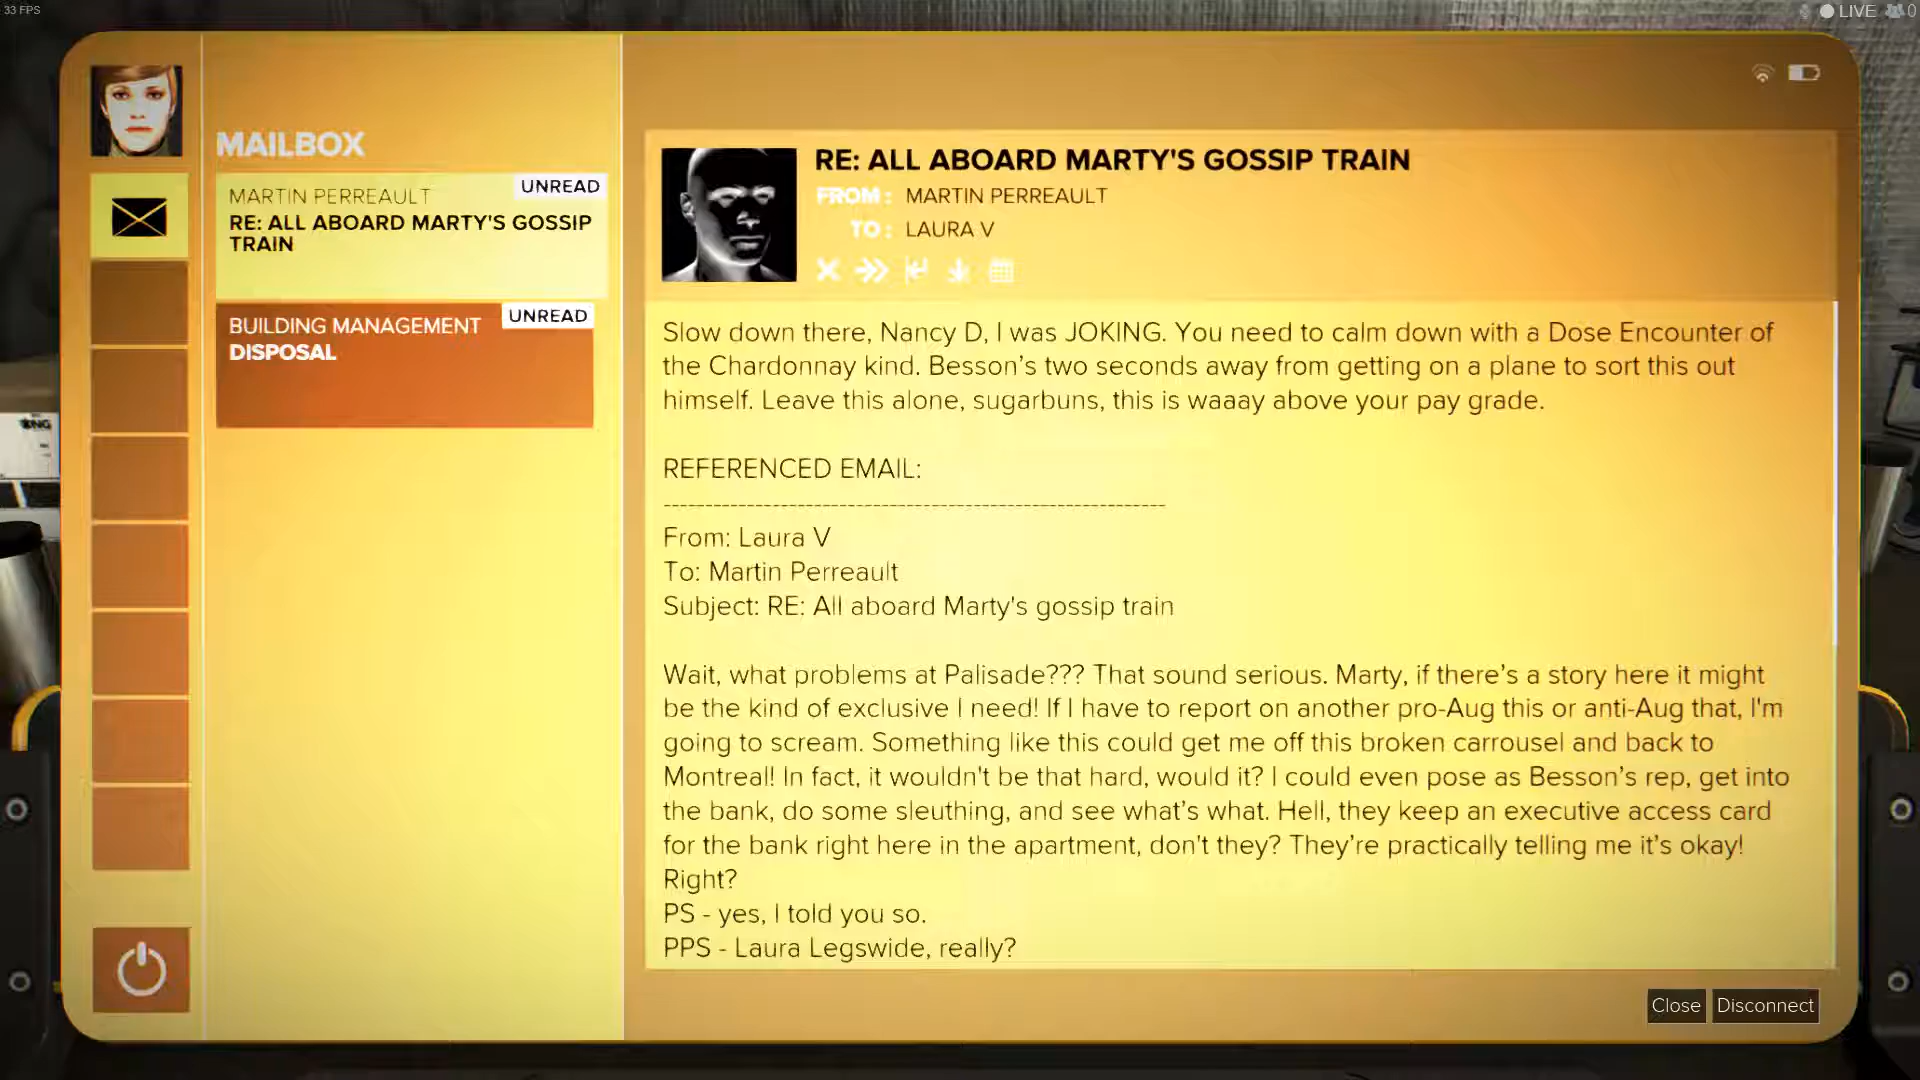 33 FPS
LIVE 0
MAILBOX
MARTIN PERREAULT
UNREAD
RE: ALL ABOARD MARTY'S GOSSIP
TRAIN
BUILDING MANAGEMENT
UNREAD
DISPOSAL
RE: ALL ABOARD MARTY'S GOSSIP TRAIN
FROM : MARTIN PERREAULT
TO : LAURA V
Slow down there, Nancy D, I was JOKING. You need to calm down with a Dose Encounter of
the Chardonnay kind. Besson’s two seconds away from getting on a plane to sort this out
himself. Leave this alone, sugarbuns, this is waaay above your pay grade.
REFERENCED EMAIL:
------------------------------------------------------------
From: Laura V
To: Martin Perreault
Subject: RE: All aboard Marty's gossip train
Wait, what problems at Palisade??? That sound serious. Marty, if there’s a story here it might
be the kind of exclusive I need! If I have to report on another pro-Aug this or anti-Aug that, I'm
going to scream. Something like this could get me off this broken carrousel and back to
Montreal! In fact, it wouldn't be that hard, would it? I could even pose as Besson’s rep, get into
the bank, do some sleuthing, and see what’s what. Hell, they keep an executive access card
for the bank right here in the apartment, don't they? They’re practically telling me it’s okay!
Right?
PS - yes, I told you so.
PPS - Laura Legswide, really?
Close Disconnect